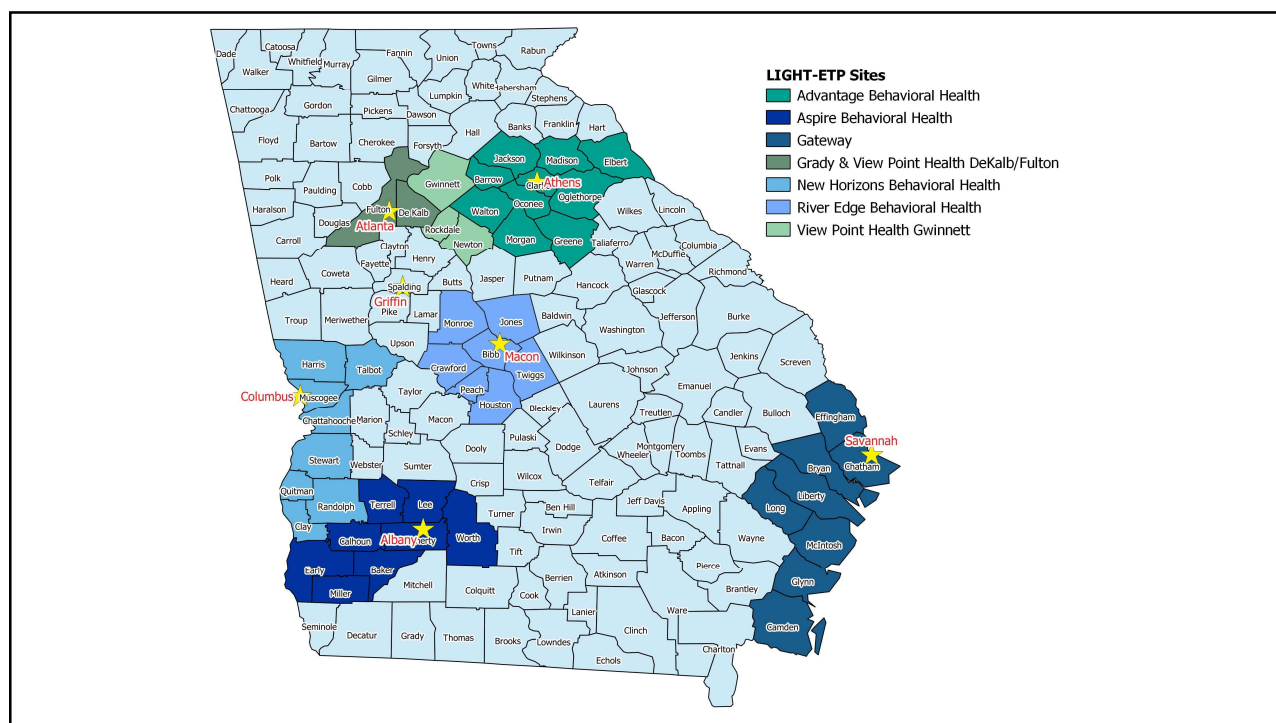 LIGHT-ETP Sites
Advantage Behavioral Health
Aspire Behavioral Health
Gateway
Grady & View Point Health DeKalb/Fulton
New Horizons Behavioral Health
River Edge Behavioral Health
View Point Health Gwinnett
Dade
Catoosa
Whitfield
Walker
Murray
Fannin
Gilmer
Union
Towns
Rabun
White
abersham
Stephens
Lumpkin
Chattooga
Gordon
Pickens
Dawson
Hall
Banks
Franklin
Hart
Floyd
Bartow
Cherokee
Forsyth
Jackson
Madison
Elbert
Polk
Paulding
Cobb
Gwinnett
Barrow
Clarke
Athens
Oglethorpe
Haralson
Douglas
Fulton
De Kalb
Atlanta
Walton
Oconee
Wilkes
Lincoln
Carroll
Clayton
Rockdale
Newton
Morgan
Greene
Taliaferro
Columbia
McDuffie
Warren
Richmond
Heard
Coweta
Fayette
Henry
Spalding
Griffin
Butts
Jasper
Putnam
Hancock
Glascock
Troup
Meriwether
Pike
Lamar
Monroe
Jones
Baldwin
Washington
Jefferson
Burke
Upson
Bibb
Macon
Wilkinson
Jenkins
Screven
Harris
Talbot
Crawford
Twiggs
Johnson
Emanuel
Columbus
Muscogee
Taylor
Peach
Houston
Bleckley
Laurens
Treutlen
Candler
Bulloch
Effingham
Chattahooche
Marion
Macon
Schley
Dooly
Pulaski
Dodge
Wheeler
Montgomery
Toombs
Tattnall
Evans
Bryan
Savannah
Chatham
Stewart
Webster
Sumter
Crisp
Wilcox
Telfair
Jeff Davis
Appling
Long
Liberty
Quitman
Randolph
Clay
Terrell
Lee
Worth
Turner
Ben Hill
Irwin
Coffee
Bacon
Wayne
McIntosh
Calhoun
Albany
herty
Tift
Early
Baker
Miller
Mitchell
Colquitt
Berrien
Cook
Atkinson
Pierce
Brantley
Glynn
Seminole
Decatur
Grady
Thomas
Brooks
Lowndes
Lanier
Clinch
Echols
Ware
Charlton
Camden